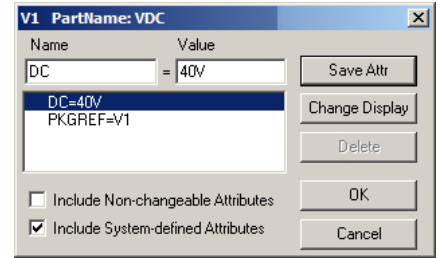 V1 PartName: VDC
Name Value
DC = 40V Save Attr
DC=40V
PKGREF=V1
Change Display
Delete
Include Non-changeable Attributes
Include System-defined Attributes
OK
Cancel